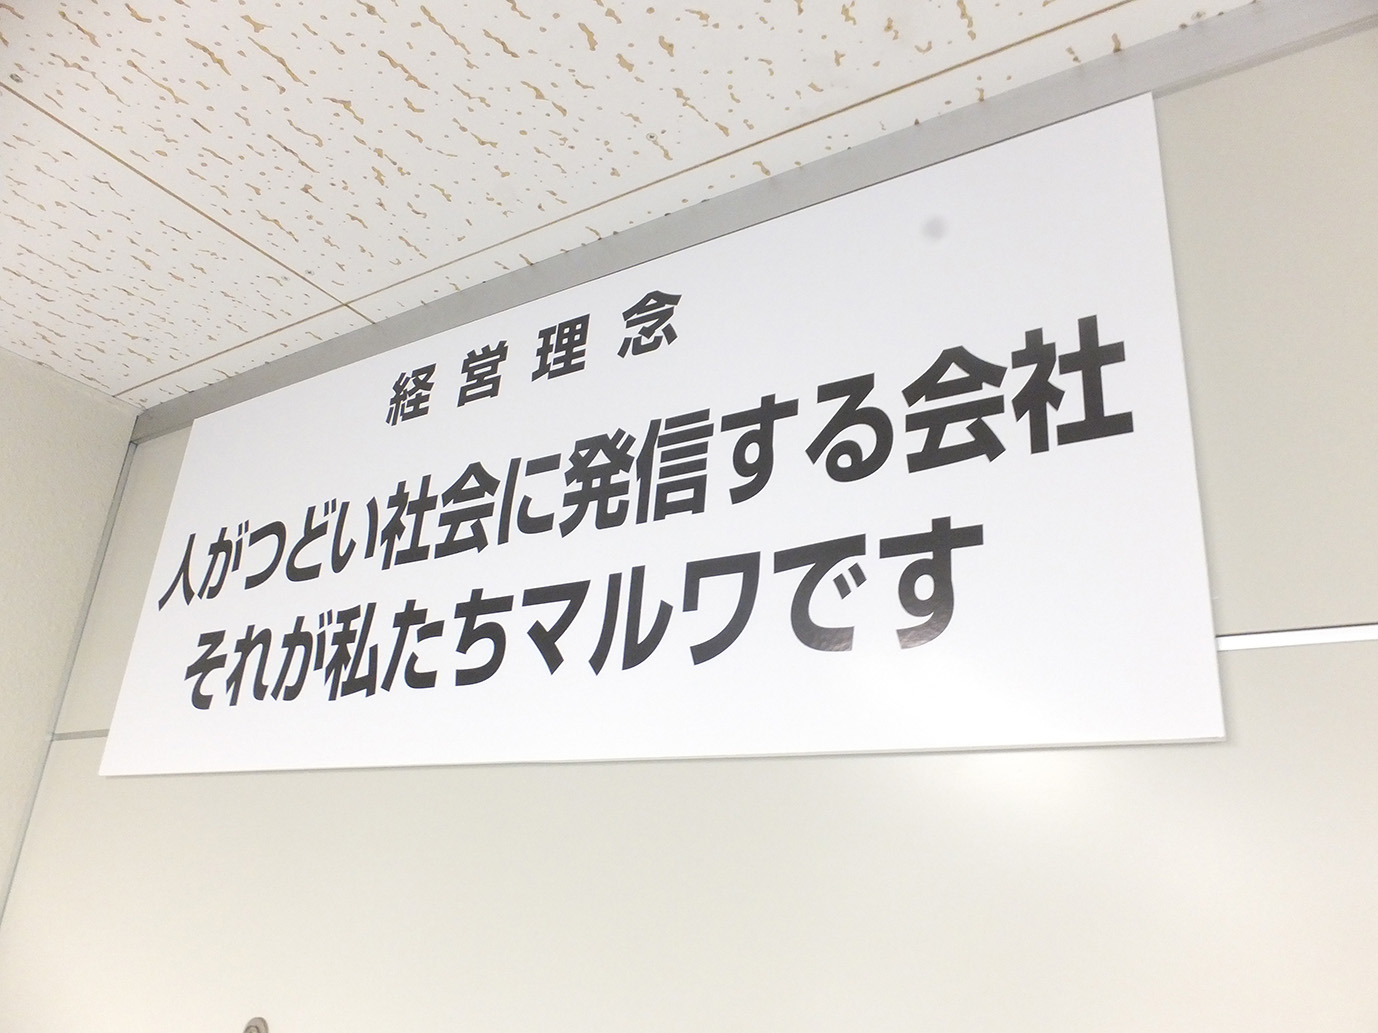 経営理念
人がつどい社会に発信する会社
それが私たちマルワです